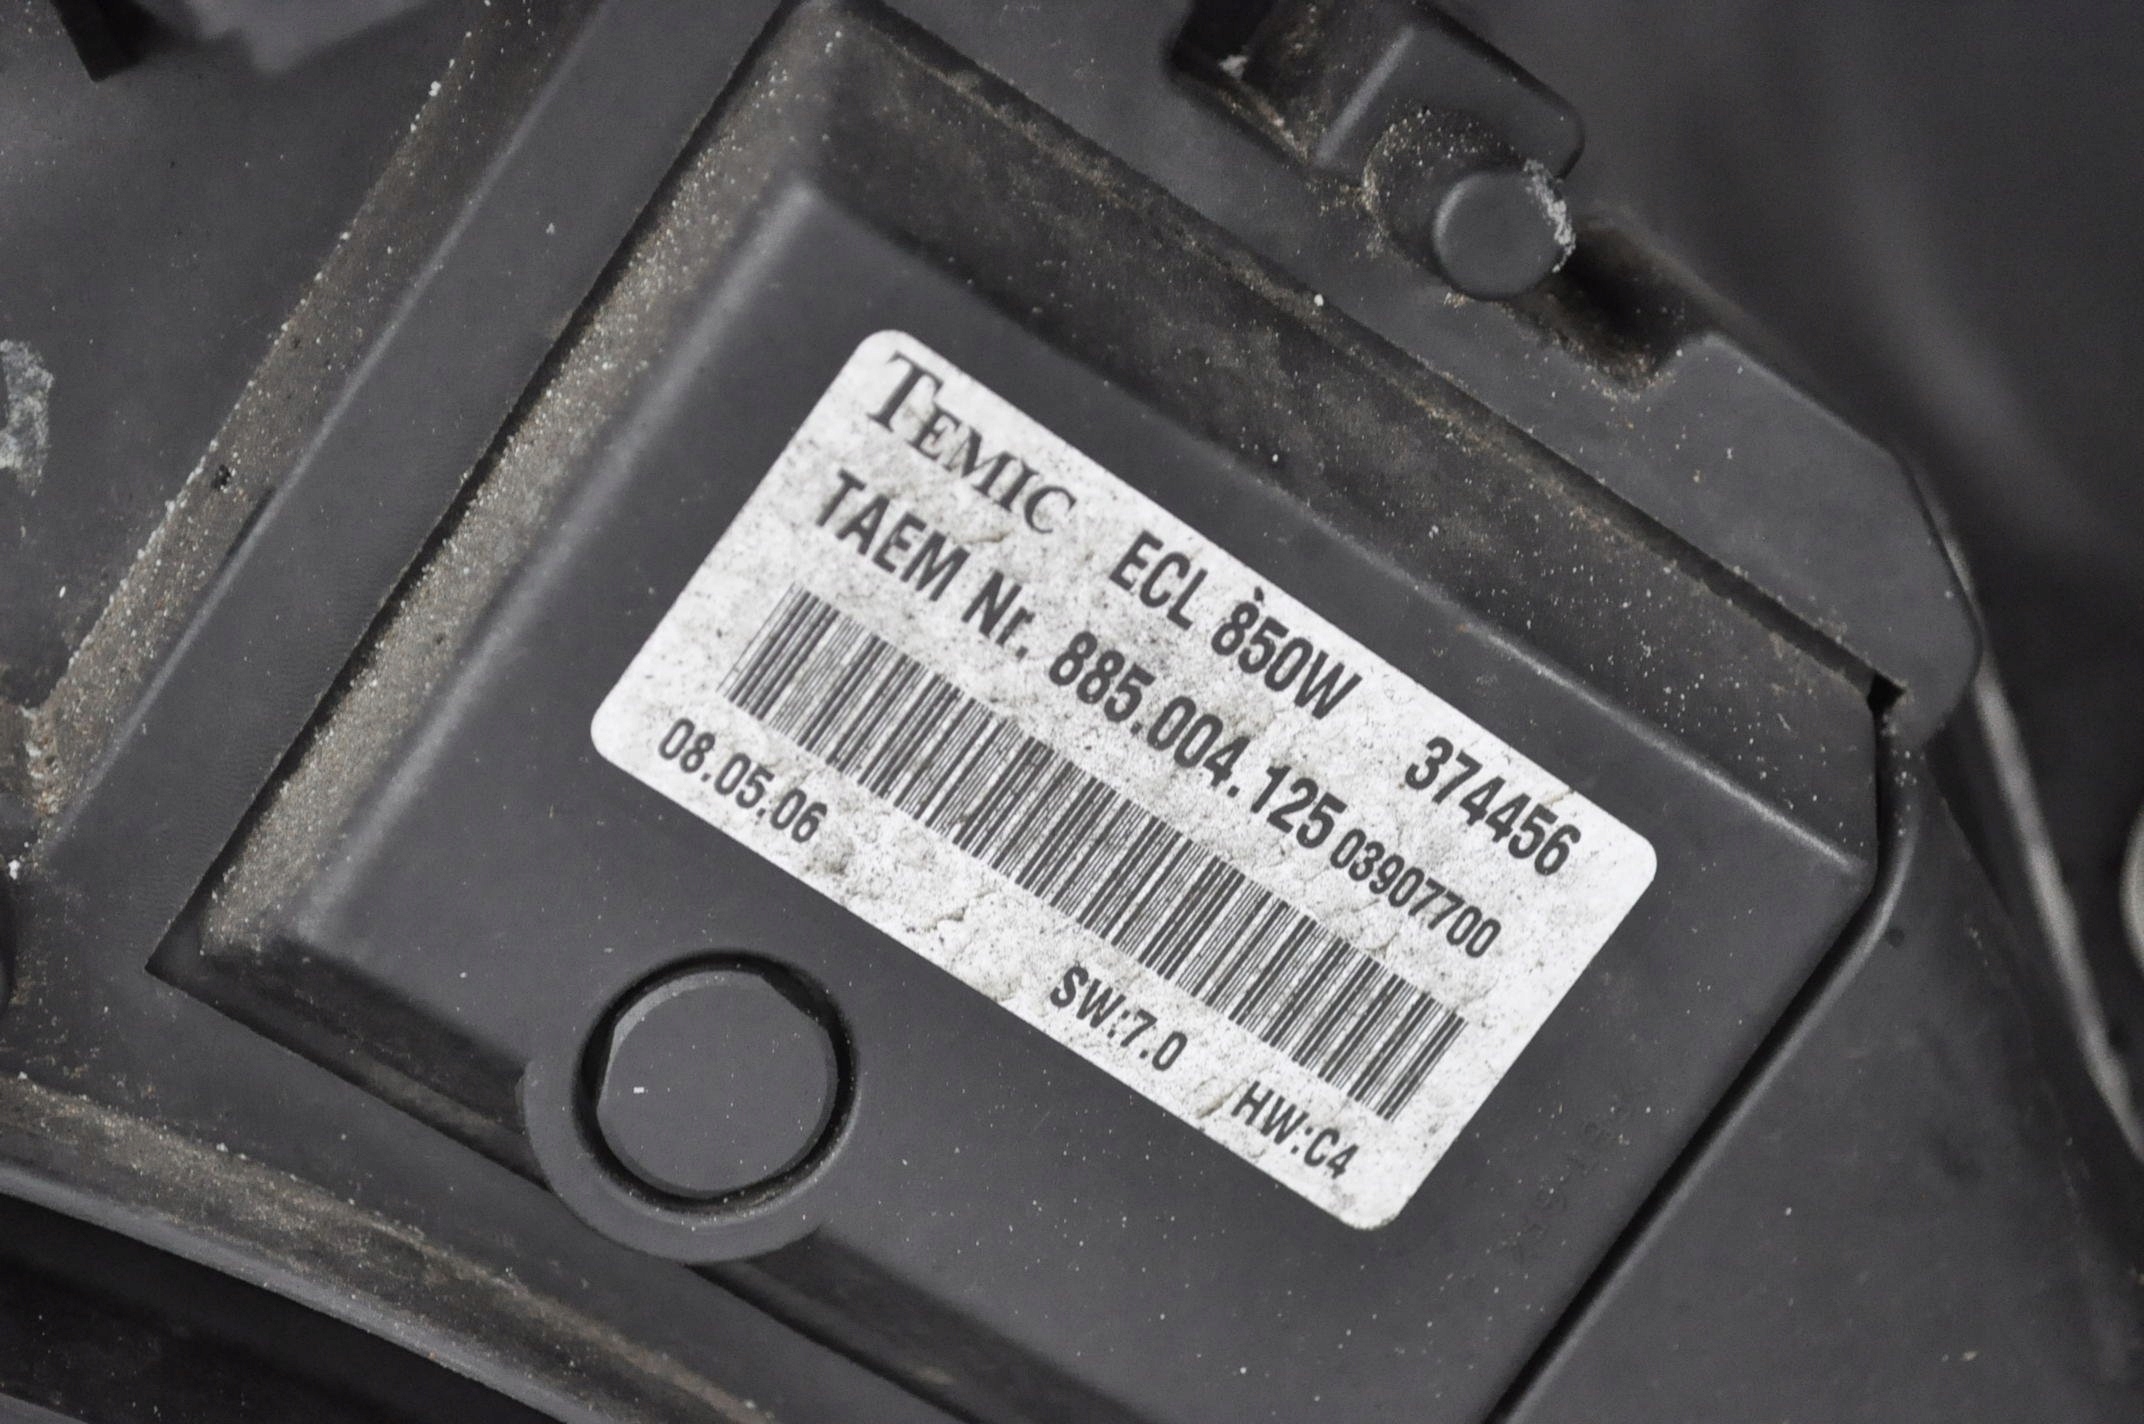 TEMIC ECL 850W 374456
TAEM Nr. 885.004.125 03907700
08.05.06 SW:7.0 HW:C4